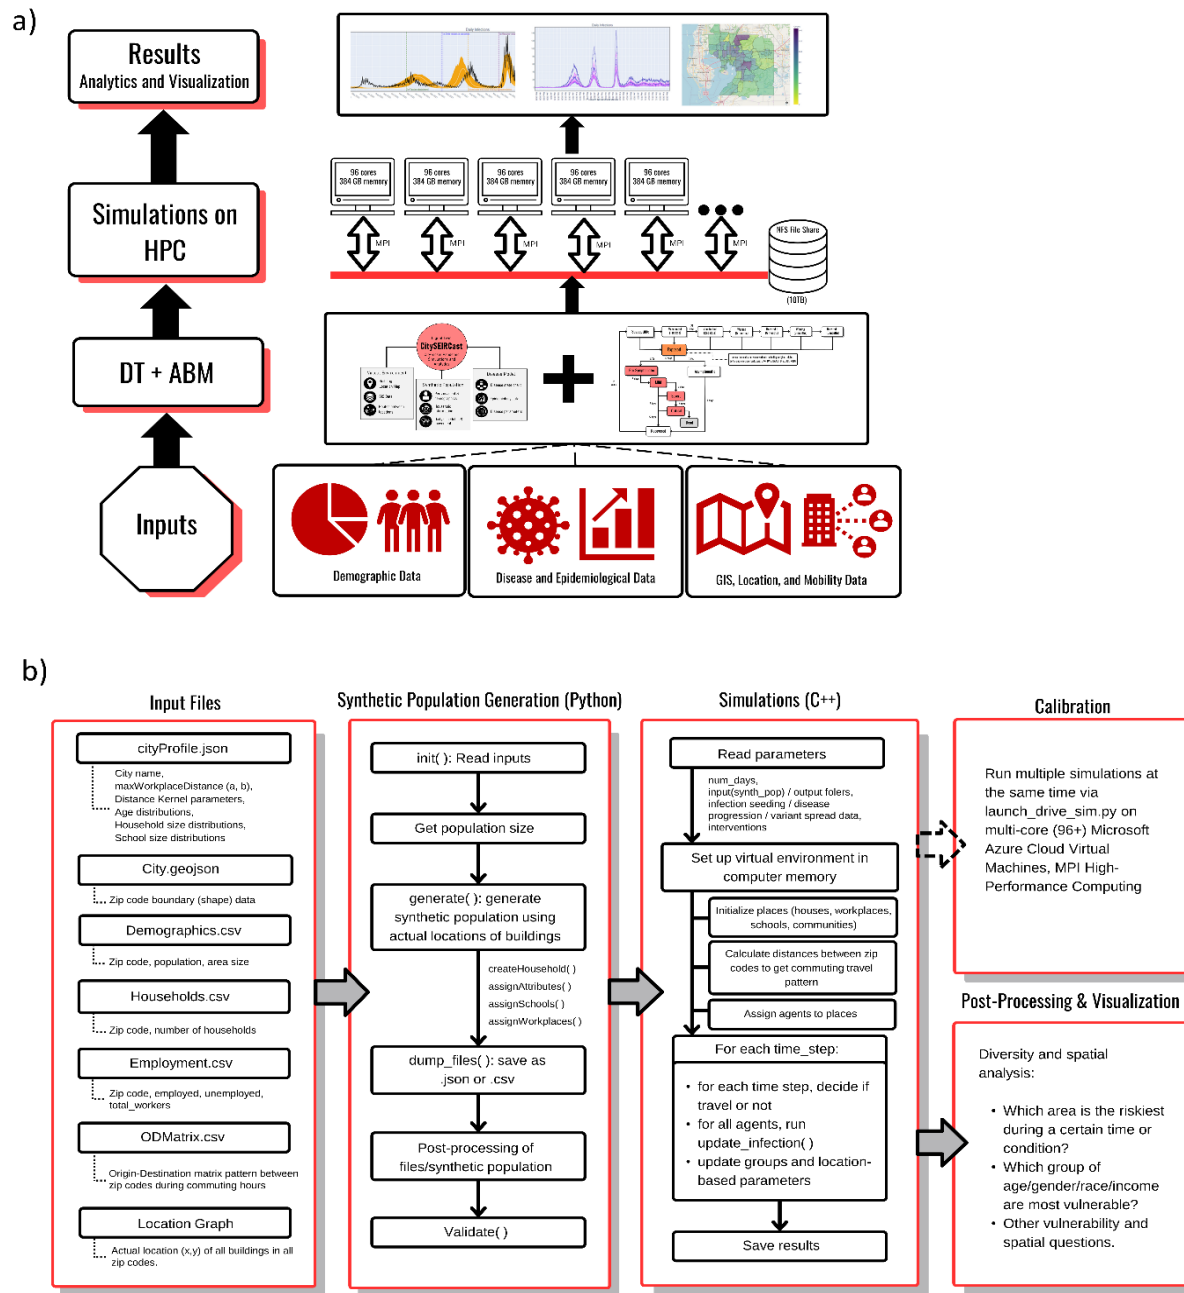 a)
Results
Analytics and Visualization
Simulations on
HPC
DT + ABM
Inputs
96 cores
384 GB memory
96 cores
384 GB memory
96 cores
384 GB memory
96 cores
384 GB memory
96 cores
384 GB memory
MPI
MPI
MPI
MPI
MPI
MPI
NFS File Share
(10TB)
CitySEIRCast
Demographic Data
Disease and Epidemiological Data
GIS, Location, and Mobility Data
b)
Input Files
cityProfile.json
City name,
maxWorkplaceDistance (a, b),
Distance Kernel parameters,
Age distributions,
Household size distributions,
School size distributions
City.geojson
Zip code boundary (shape) data
Demographics.csv
Zip code, population, area size
Households.csv
Zip code, number of households
Employment.csv
Zip code, employed, unemployed,
total_workers
ODMatrix.csv
Origin-Destination matrix pattern between
zip codes during commuting hours
Location Graph
Actual location (x,y) of all buildings in all
zip codes.
Synthetic Population Generation (Python)
init( ): Read inputs
Get population size
generate( ): generate
synthetic population using
actual locations of buildings
createHousehold( )
assignAttributes( )
assignSchools( )
assignWorkplaces( )
dump_files( ): save as
.json or .csv
Post-processing of
files/synthetic population
Validate( )
Simulations (C++)
Read parameters
num_days,
input(synth_pop) / output folers,
infection seeding / disease
progression / variant spread data,
interventions
Set up virtual environment in
computer memory
Initialize places (houses, workplaces,
schools, communities)
Calculate distances between zip
codes to get commuting travel
pattern
Assign agents to places
For each time_step:
• for each time step, decide if
travel or not
• for all agents, run
update_infection( )
• update groups and location-
based parameters
Save results
Calibration
Run multiple simulations at
the same time via
launch_drive_sim.py on
multi-core (96+) Microsoft
Azure Cloud Virtual
Machines, MPI High-
Performance Computing
Post-Processing & Visualization
Diversity and spatial
analysis:
• Which area is the riskiest
during a certain time or
condition?
• Which group of
age/gender/race/income
are most vulnerable?
• Other vulnerability and
spatial questions.